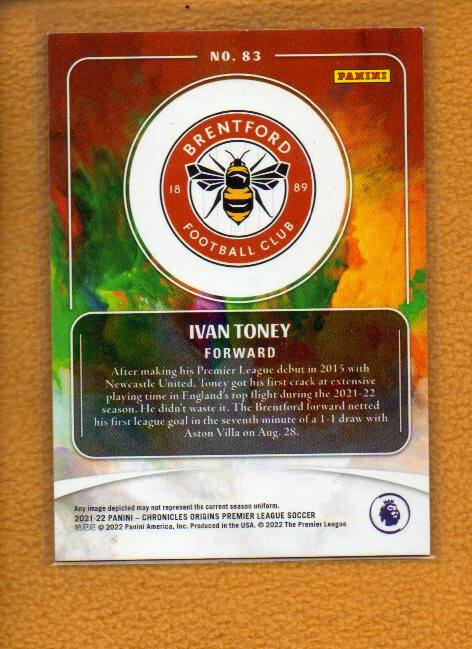 NO. 83
PANINI
BRENTFORD
18 89
FOOTBALL CLUB
IVAN TONEY
FORWARD
After making his Premier League debut in 2015 with
Newcastle United, Toney got his first crack at extensive
playing time in England's top flight during the 2021-22
season. He didn't waste it. The Brentford forward netted
his first league goal in the seventh minute of a 1-1 draw with
Aston Villa on Aug. 28.
Any image depicted may not represent the current season uniform.
2021-22 PANINI – CHRONICLES ORIGINS PREMIER LEAGUE SOCCER
帕尼尼 © 2022 Panini America, Inc. Produced in the USA. © 2022 The Premier League